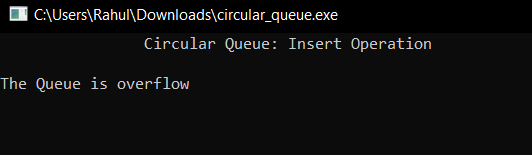 C:\Users\Rahul\Downloads\circular_queue.exe
Circular Queue: Insert Operation
The Queue is overflow